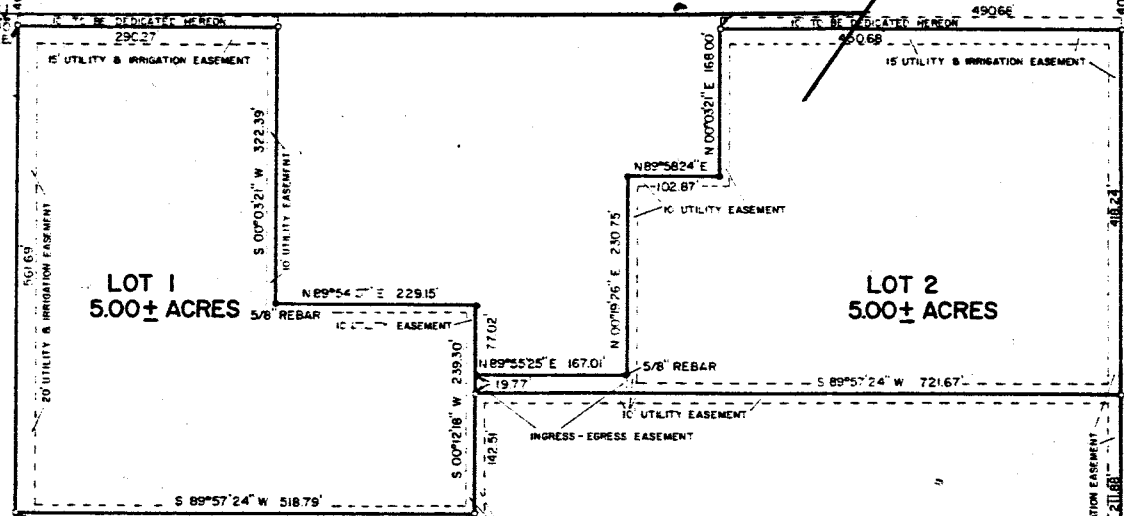 TO BE DEDICATED HEREON
290.27'
15' UTILITY & IRRIGATION EASEMENT
490.68
TO BE DEDICATED HEREON
450.68
15' UTILITY & IRRIGATION EASEMENT
N 00°03'21" E 168.00'
S 00°03'21" W 322.39'
10' UTILITY EASEMENT
N 89°58'24" E
102.87'
10' UTILITY EASEMENT
418.24'
561.69'
20' UTILITY & IRRIGATION EASEMENT
N 00°19'26" E 230.75'
LOT 1
5.00± ACRES
LOT 2
5.00± ACRES
229.15'
5/8" REBAR
EASEMENT
77.02
S 00°12'18" W 239.30'
N 89°55'25" E 167.01'
19.77'
5/8" REBAR
S 89°57'24" W 721.67'
10' UTILITY EASEMENT
INGRESS-EGRESS EASEMENT
142.51'
S 89°57'24" W 518.79'
EASEMENT
211.88'